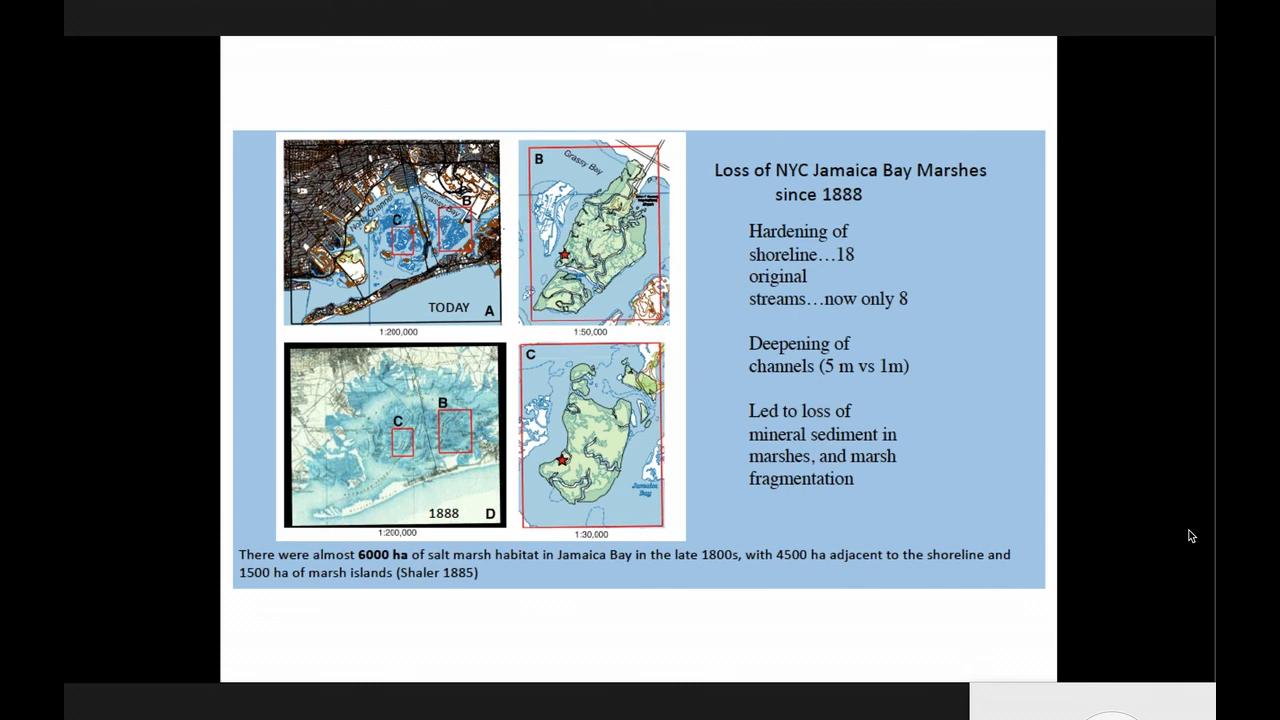 Loss of NYC Jamaica Bay Marshes
since 1888
Hardening of
shoreline…18
original
streams…now only 8
Deepening of
channels (5 m vs 1m)
Led to loss of
mineral sediment in
marshes, and marsh
fragmentation
B
C
Grassy Bay
TODAY
A
1:200,000
B
Grassy Bay
1:50,000
B
C
1888
D
1:200,000
C
Jamaica
Bay
1:30,000
There were almost 6000 ha of salt marsh habitat in Jamaica Bay in the late 1800s, with 4500 ha adjacent to the shoreline and
1500 ha of marsh islands (Shaler 1885)